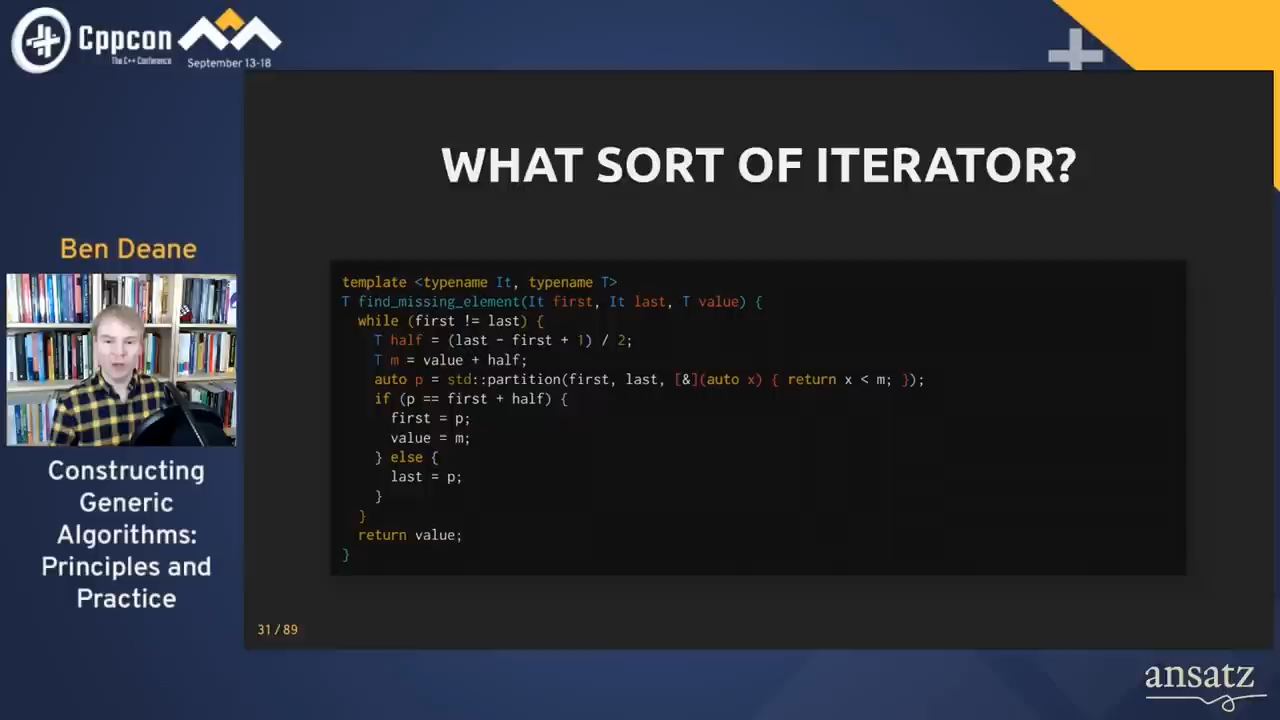 Cppcon
The C++ Conference
September 13-18
WHAT SORT OF ITERATOR?
Ben Deane
Constructing
Generic
Algorithms:
Principles and
Practice
template <typename It, typename T>
T find_missing_element(It first, It last, T value) {
  while (first != last) {
    T half = (last - first + 1) / 2;
    T m = value + half;
    auto p = std::partition(first, last, [&](auto x) { return x < m; });
    if (p == first + half) {
      first = p;
      value = m;
    } else {
      last = p;
    }
  }
  return value;
}
31/89
ansatz